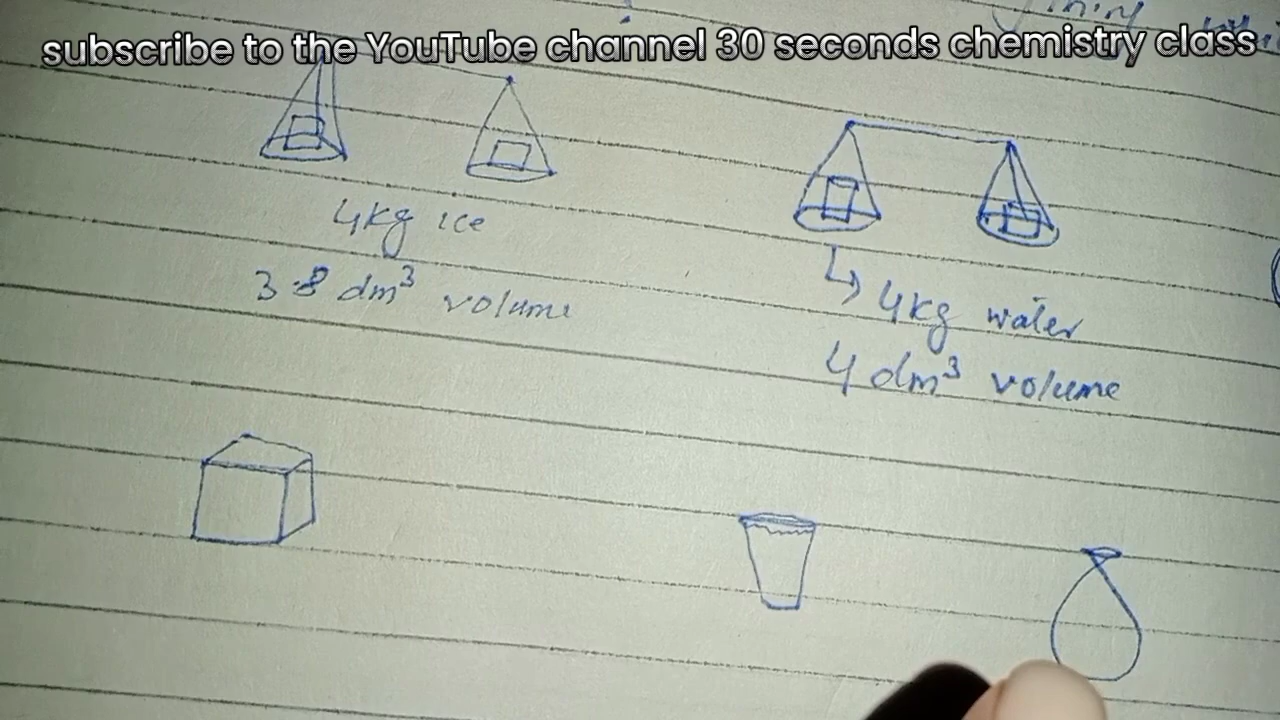 subscribe to the YouTube channel 30 seconds chemistry class
4kg ice
3.8 dm³ volume
4kg water
4 dm³ volume